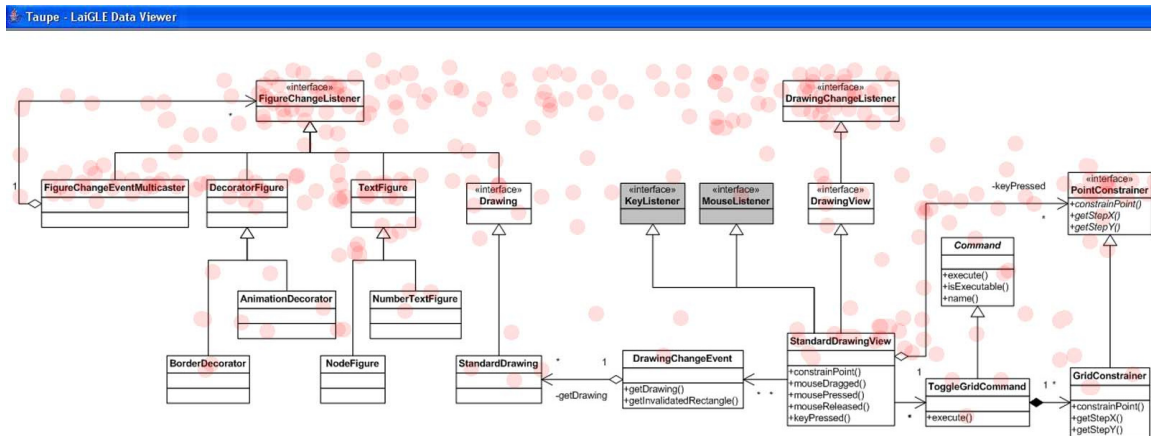 Taupe - LaiGLE Data Viewer
«interface»
FigureChangeListener
*
1
FigureChangeEventMulticaster
DecoratorFigure
TextFigure
«interface»
Drawing
AnimationDecorator
NumberTextFigure
BorderDecorator
NodeFigure
StandardDrawing
*
-getDrawing
1
DrawingChangeEvent
+getDrawing()
+getInvalidatedRectangle()
* *
«interface»
DrawingChangeListener
«interface»
KeyListener
«interface»
MouseListener
«interface»
DrawingView
StandardDrawingView
+constrainPoint()
+mouseDragged()
+mousePressed()
+mouseReleased()
+keyPressed()
1
*
-keyPressed
*
«interface»
PointConstrainer
+constrainPoint()
+getStepX()
+getStepY()
Command
+execute()
+isExecutable()
+name()
ToggleGridCommand
+execute()
1 *
GridConstrainer
+constrainPoint()
+getStepX()
+getStepY()